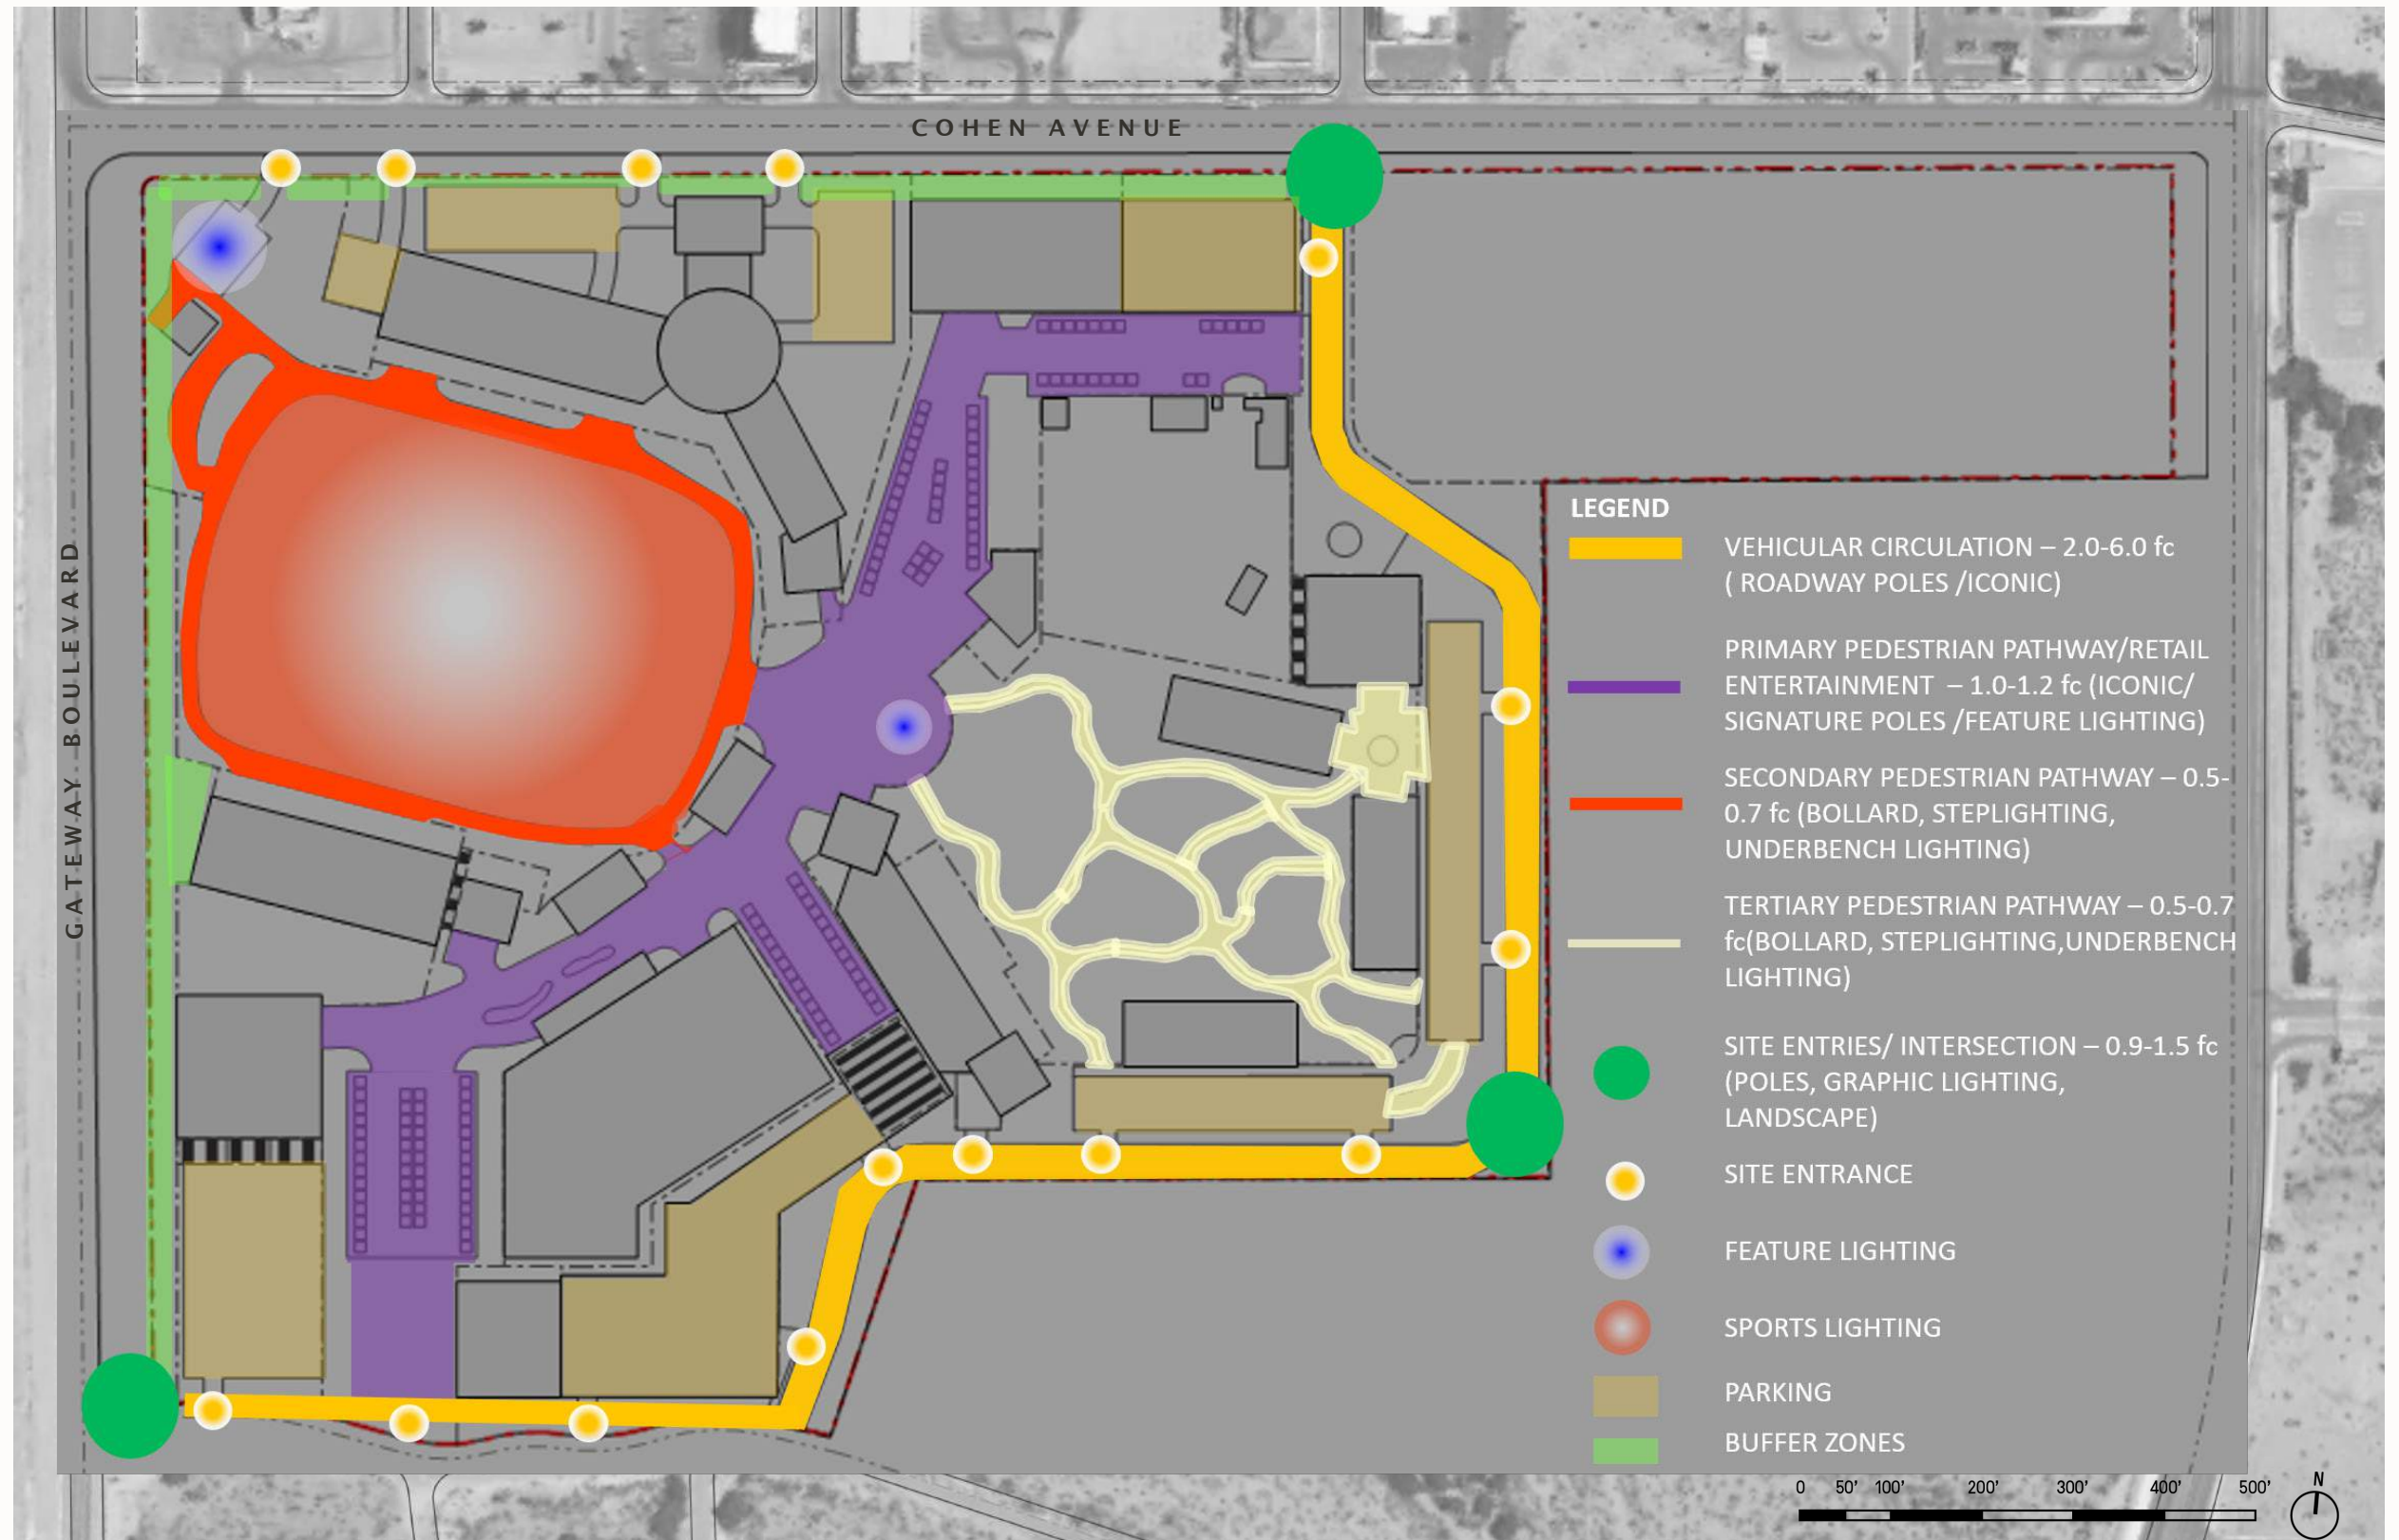 COHEN AVENUE
GATEWAY BOULEVARD
LEGEND
VEHICULAR CIRCULATION – 2.0-6.0 fc
( ROADWAY POLES /ICONIC)
PRIMARY PEDESTRIAN PATHWAY/RETAIL
ENTERTAINMENT – 1.0-1.2 fc (ICONIC/
SIGNATURE POLES /FEATURE LIGHTING)
SECONDARY PEDESTRIAN PATHWAY – 0.5-
0.7 fc (BOLLARD, STEPLIGHTING,
UNDERBENCH LIGHTING)
TERTIARY PEDESTRIAN PATHWAY – 0.5-0.7
fc(BOLLARD, STEPLIGHTING,UNDERBENCH
LIGHTING)
SITE ENTRIES/ INTERSECTION – 0.9-1.5 fc
(POLES, GRAPHIC LIGHTING,
LANDSCAPE)
SITE ENTRANCE
FEATURE LIGHTING
SPORTS LIGHTING
PARKING
BUFFER ZONES
0 50' 100' 200' 300' 400' 500'
N